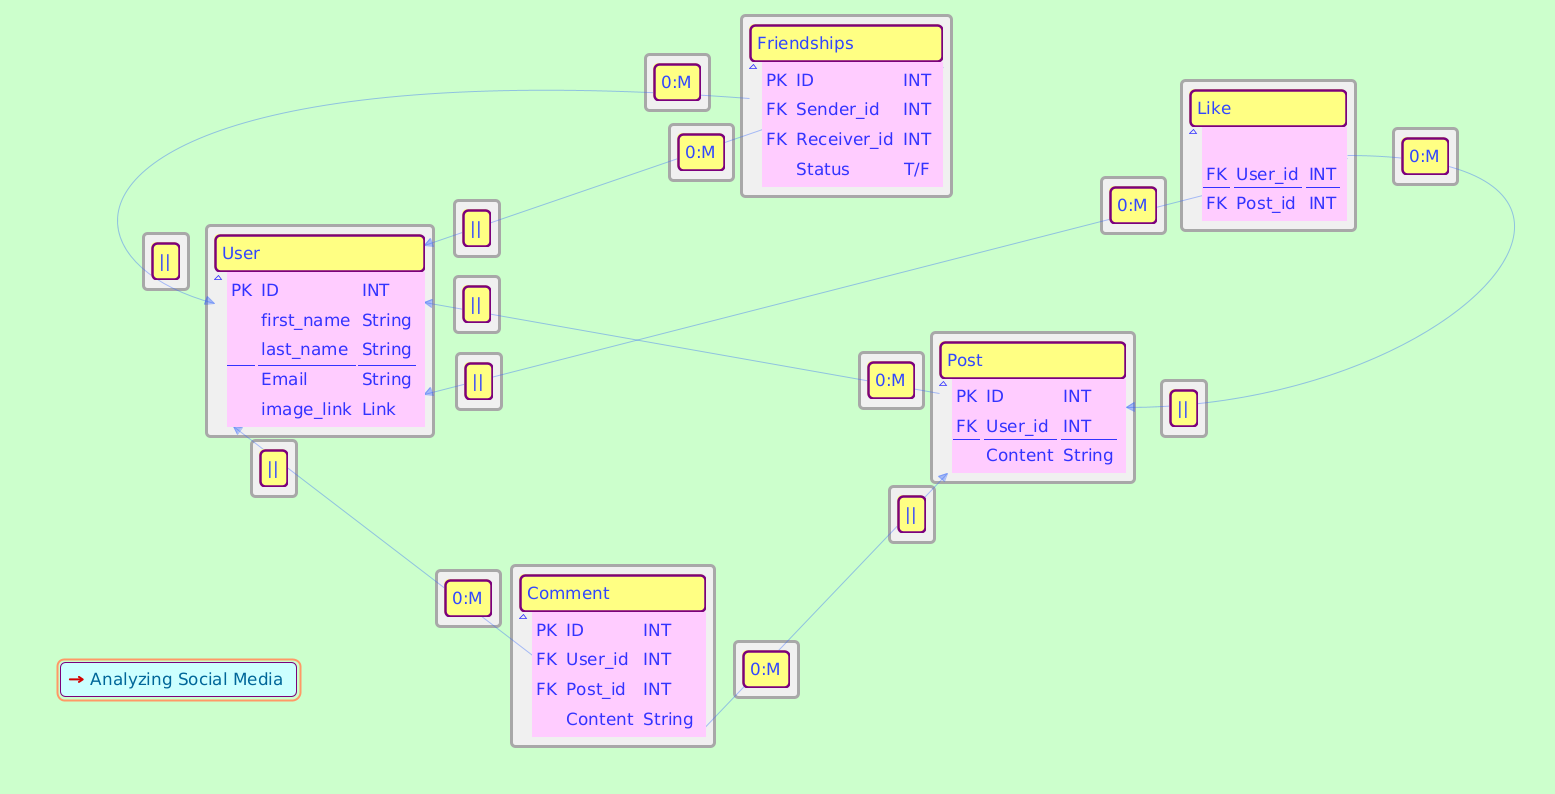 Friendships
PK ID INT
FK Sender_id INT
FK Receiver_id INT
Status T/F
0:M
0:M
Like
FK User_id INT
FK Post_id INT
0:M
0:M
||
||
||
||
User
PK ID INT
first_name String
last_name String
Email String
image_link Link
||
Post
PK ID INT
FK User_id INT
Content String
0:M
||
||
Comment
PK ID INT
FK User_id INT
FK Post_id INT
Content String
0:M
0:M
→ Analyzing Social Media